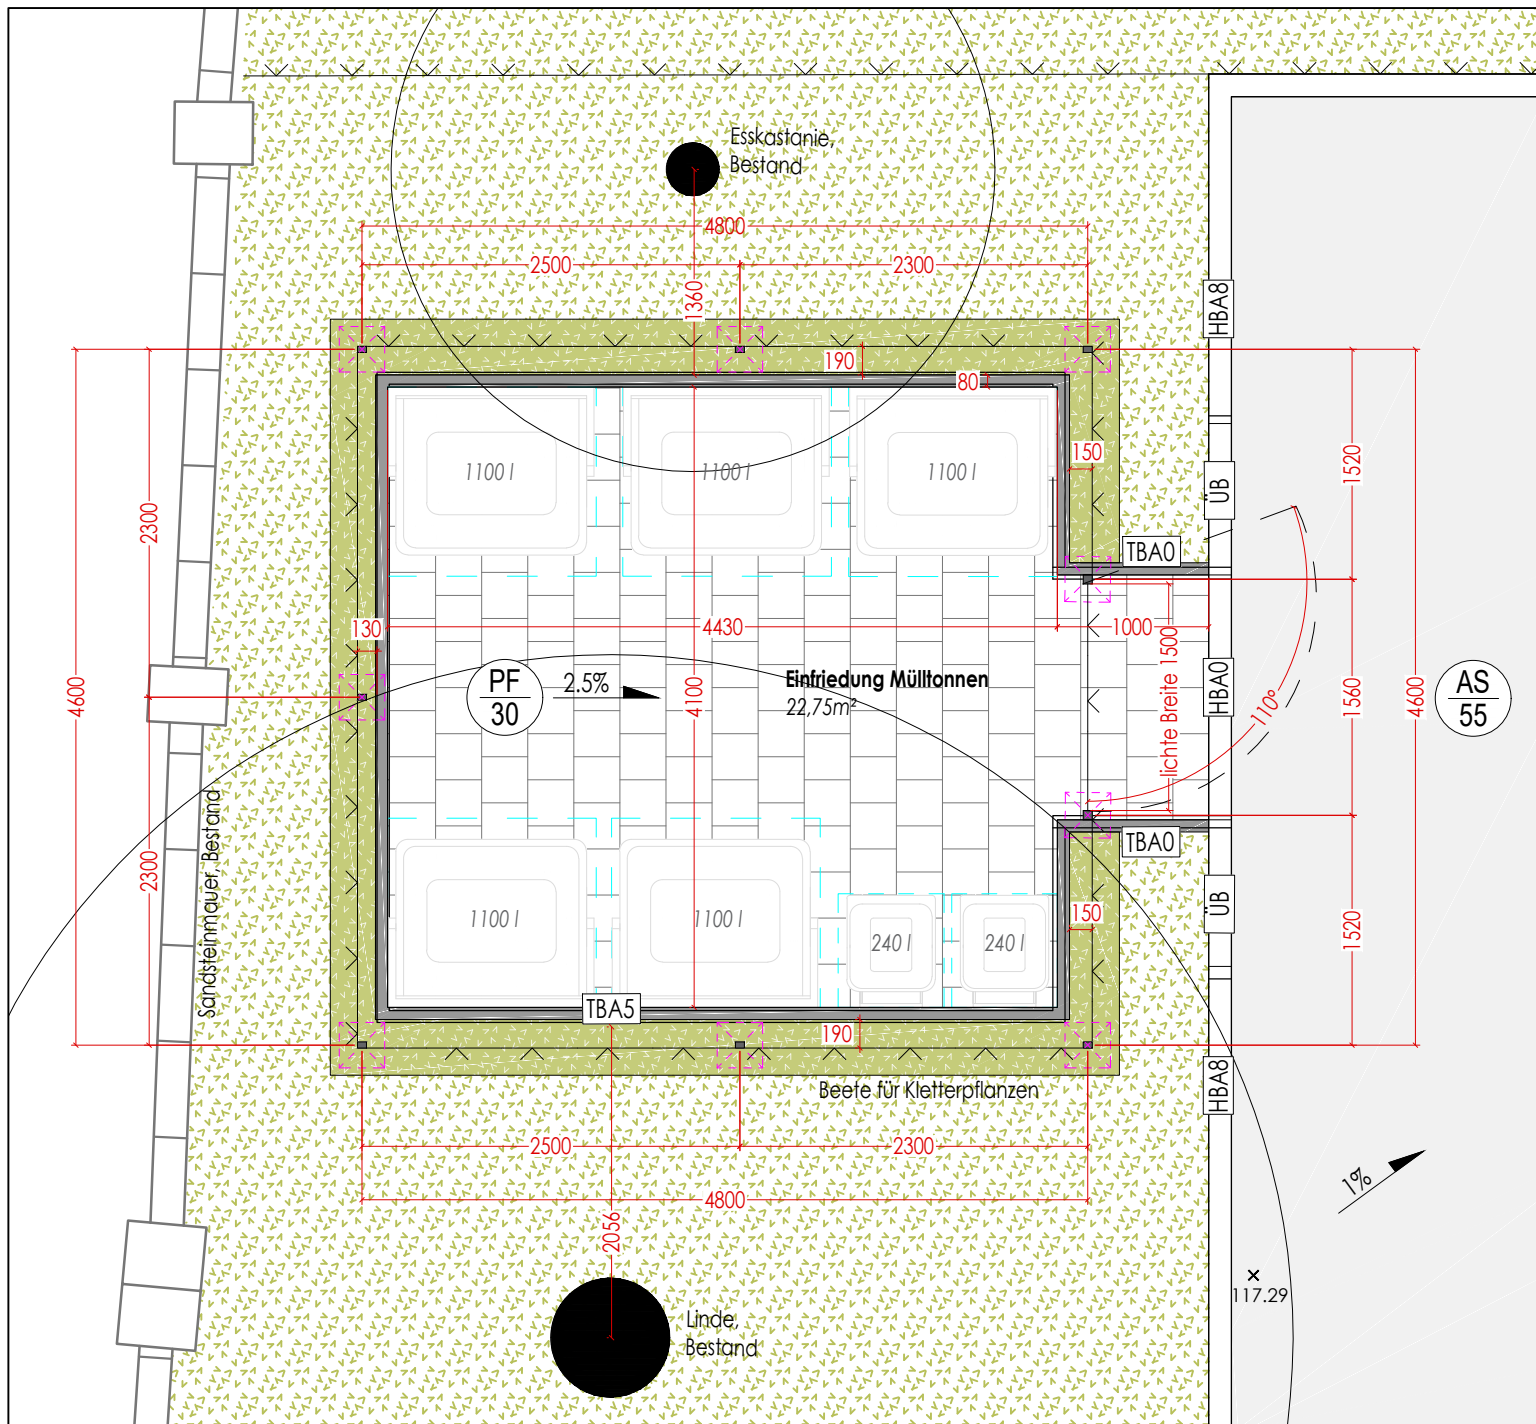 Esskastanie,
Bestand
4800
2500
2300
1360
HBA8
190
80
1100 l
1100 l
1100 l
150
1520
ÜB
2300
TBA0
130
4430
1000
lichte Breite 1500
4600
PF
30
2.5%
4100
Einfriedung Mülltonnen
22,75m²
HBA0
110°
1560
4600
AS
55
Sandsteinmauer, Bestand
2300
TBA0
1100 l
1100 l
240 l
240 l
150
ÜB
1520
TBA5
190
Beete für Kletterpflanzen
HBA8
2500
2300
4800
2056
1%
117.29
Linde,
Bestand